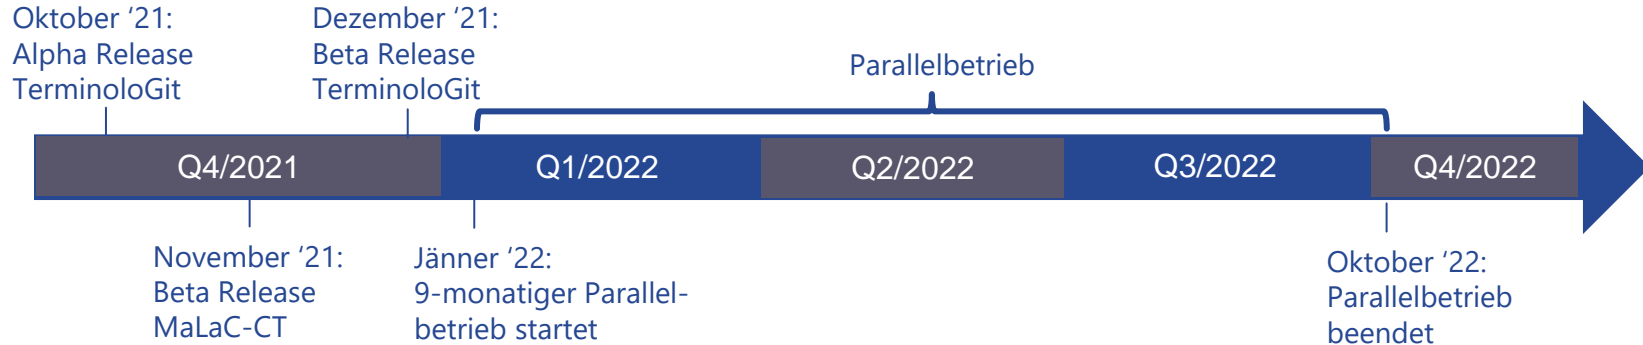 Oktober ‘21:
Alpha Release
TerminoloGit
Dezember ‘21:
Beta Release
TerminoloGit
Parallelbetrieb
Q4/2021
Q1/2022
Q2/2022
Q3/2022
Q4/2022
November ‘21:
Beta Release
MaLaC-CT
Jänner ‘22:
9-monatiger Parallel-
betrieb startet
Oktober ‘22:
Parallelbetrieb
beendet